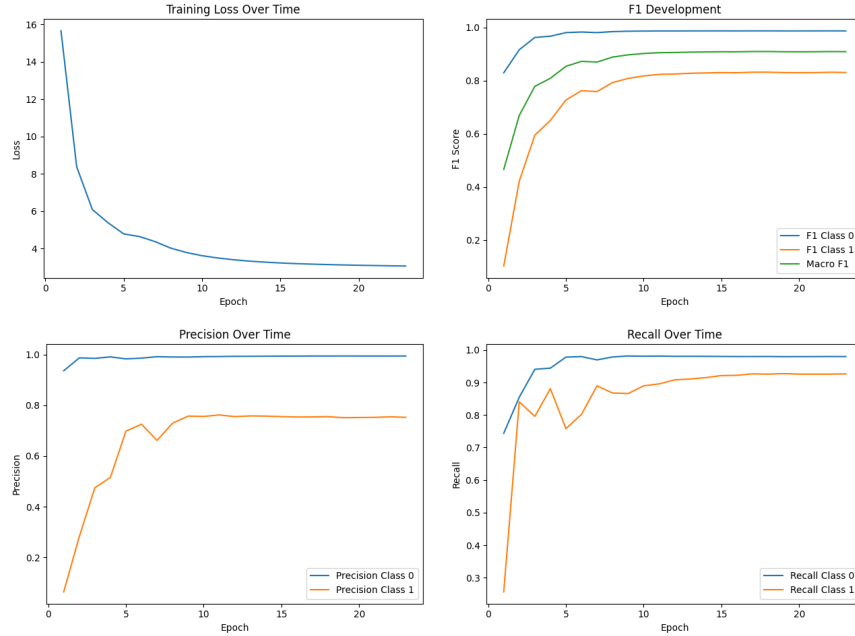 Training Loss Over Time
16
14
12
10
8
6
4
Loss
0
5
10
15
20
Epoch
F1 Development
1.0
0.8
0.6
0.4
0.2
F1 Score
F1 Class 0
F1 Class 1
Macro F1
0
5
10
15
20
Epoch
Precision Over Time
1.0
0.8
0.6
0.4
0.2
Precision
Precision Class 0
Precision Class 1
0
5
10
15
20
Epoch
Recall Over Time
1.0
0.9
0.8
0.7
0.6
0.5
0.4
0.3
Recall
Recall Class 0
Recall Class 1
0
5
10
15
20
Epoch